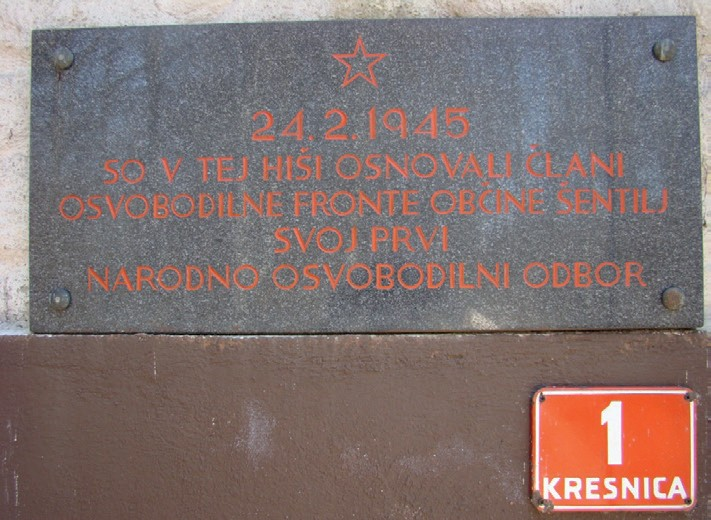 24.2.1945
SO V TEJ HIŠI OSNOVALI ČLANI
OSVOBODILNE FRONTE OBČINE ŠENTILJ
SVOJ PRVI
NARODNO OSVOBODILNI ODBOR
1
KRESNICA